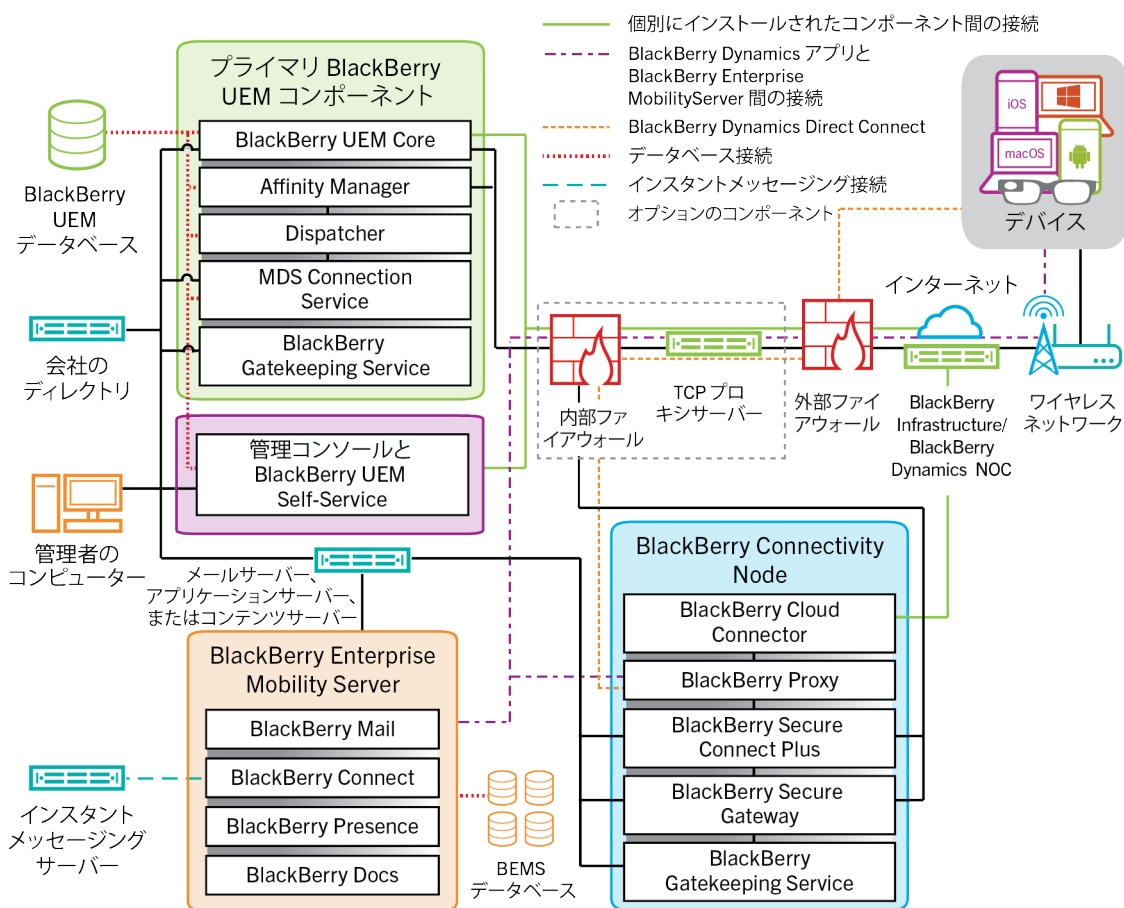 個別にインストールされたコンポーネント間の接続
BlackBerry Dynamics アプリと
BlackBerry Enterprise
MobilityServer 間の接続
BlackBerry Dynamics Direct Connect
データベース接続
インスタントメッセージング接続
オプションのコンポーネント
iOS
macOS
デバイス
プライマリ BlackBerry
UEM コンポーネント
BlackBerry UEM Core
Affinity Manager
Dispatcher
MDS Connection
Service
BlackBerry
Gatekeeping Service
BlackBerry
UEM
データベース
会社の
ディレクトリ
管理コンソールと
BlackBerry UEM
Self-Service
管理者の
コンピューター
内部ファ
イアウォール
TCP プロ
キシサーバー
外部ファイ
アウォール
インターネット
BlackBerry
Infrastructure/
BlackBerry
Dynamics NOC
ワイヤレス
ネットワーク
メールサーバー、
アプリケーションサーバー、
またはコンテンツサーバー
BlackBerry Enterprise
Mobility Server
BlackBerry Mail
BlackBerry Connect
BlackBerry Presence
BlackBerry Docs
インスタント
メッセージング
サーバー
BEMS
データベース
BlackBerry Connectivity
Node
BlackBerry Cloud
Connector
BlackBerry Proxy
BlackBerry Secure
Connect Plus
BlackBerry Secure
Gateway
BlackBerry
Gatekeeping Service